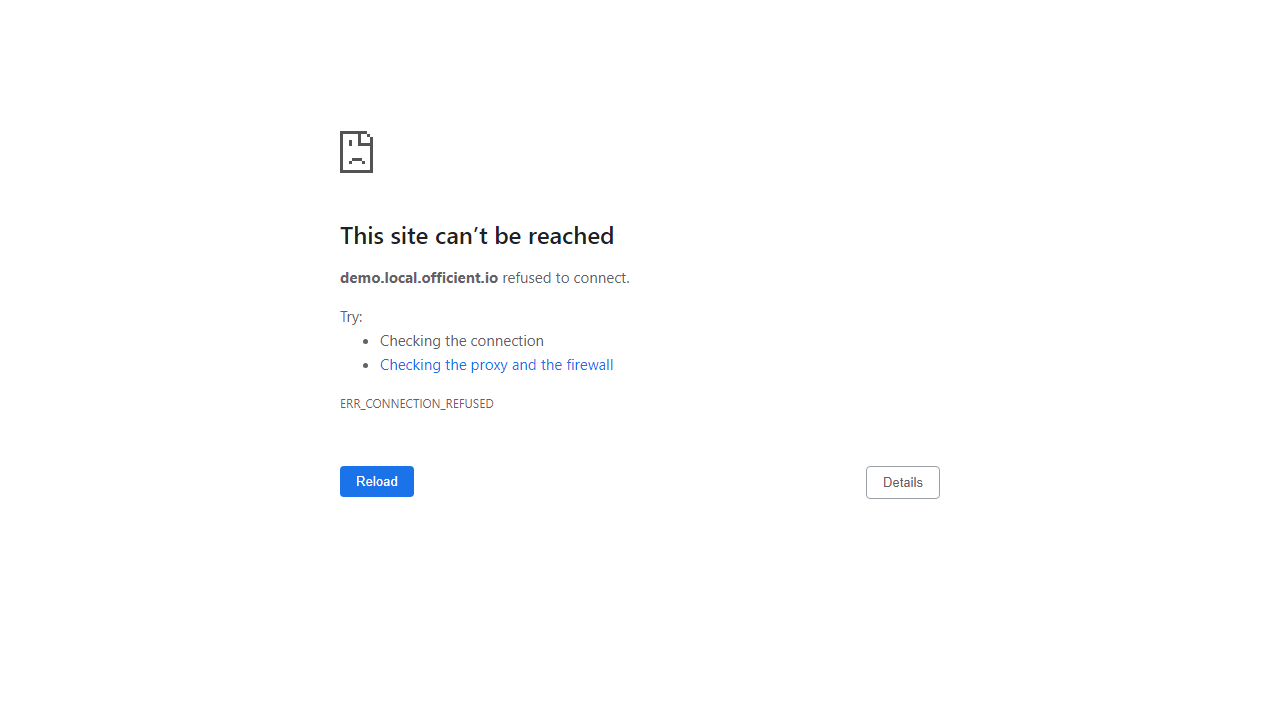 This site can’t be reached
demo.local.officient.io refused to connect.
Try:
Checking the connection
Checking the proxy and the firewall
ERR_CONNECTION_REFUSED
Reload
Details